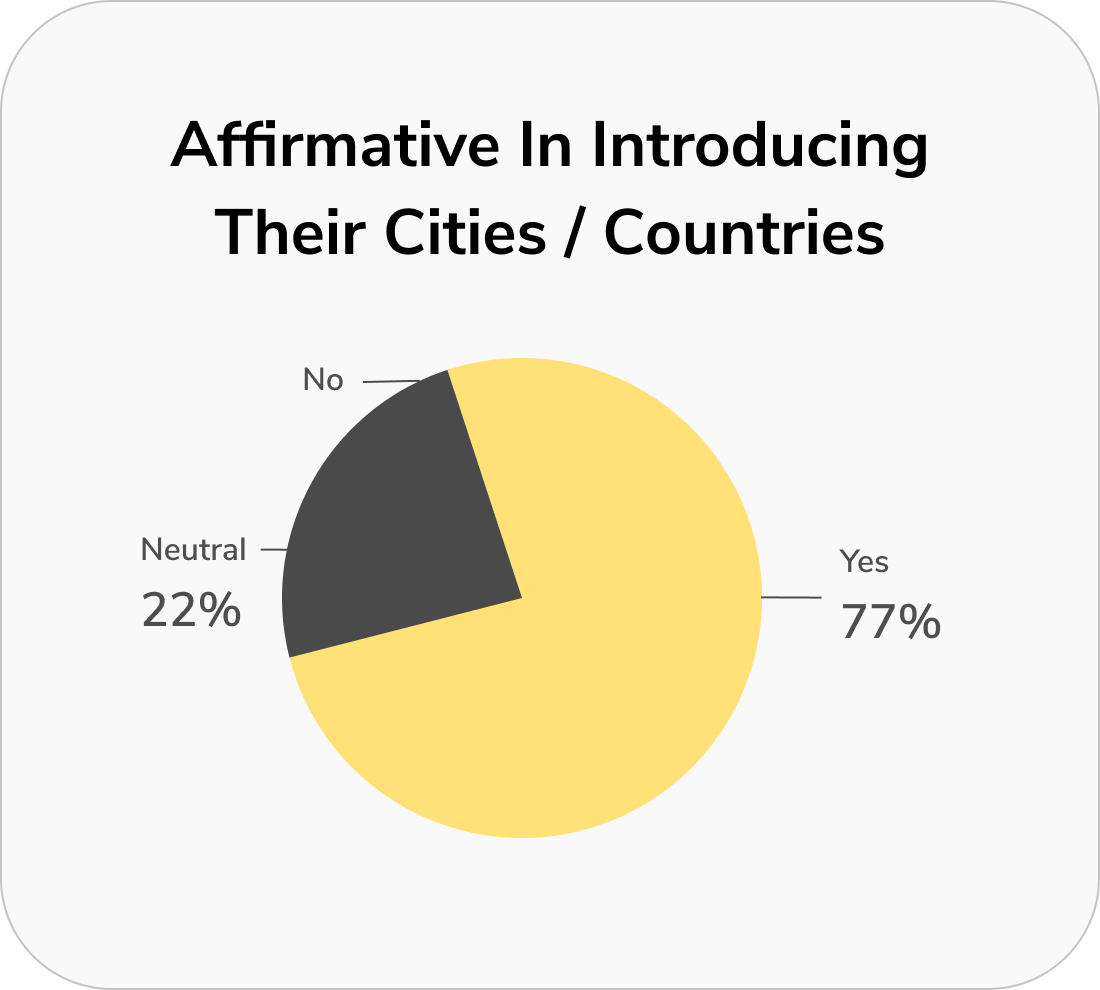 Affirmative In Introducing
Their Cities / Countries
No
Neutral
22%
Yes
77%